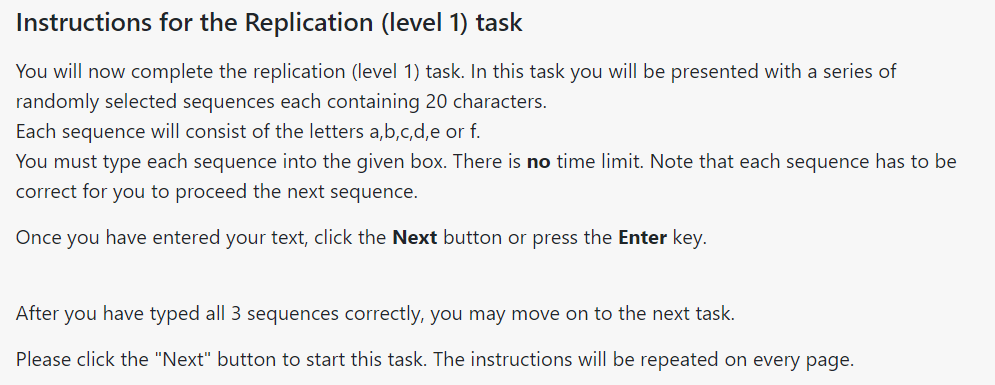 Instructions for the Replication (level 1) task
You will now complete the replication (level 1) task. In this task you will be presented with a series of
randomly selected sequences each containing 20 characters.
Each sequence will consist of the letters a,b,c,d,e or f.
You must type each sequence into the given box. There is no time limit. Note that each sequence has to be
correct for you to proceed the next sequence.
Once you have entered your text, click the Next button or press the Enter key.
After you have typed all 3 sequences correctly, you may move on to the next task.
Please click the "Next" button to start this task. The instructions will be repeated on every page.